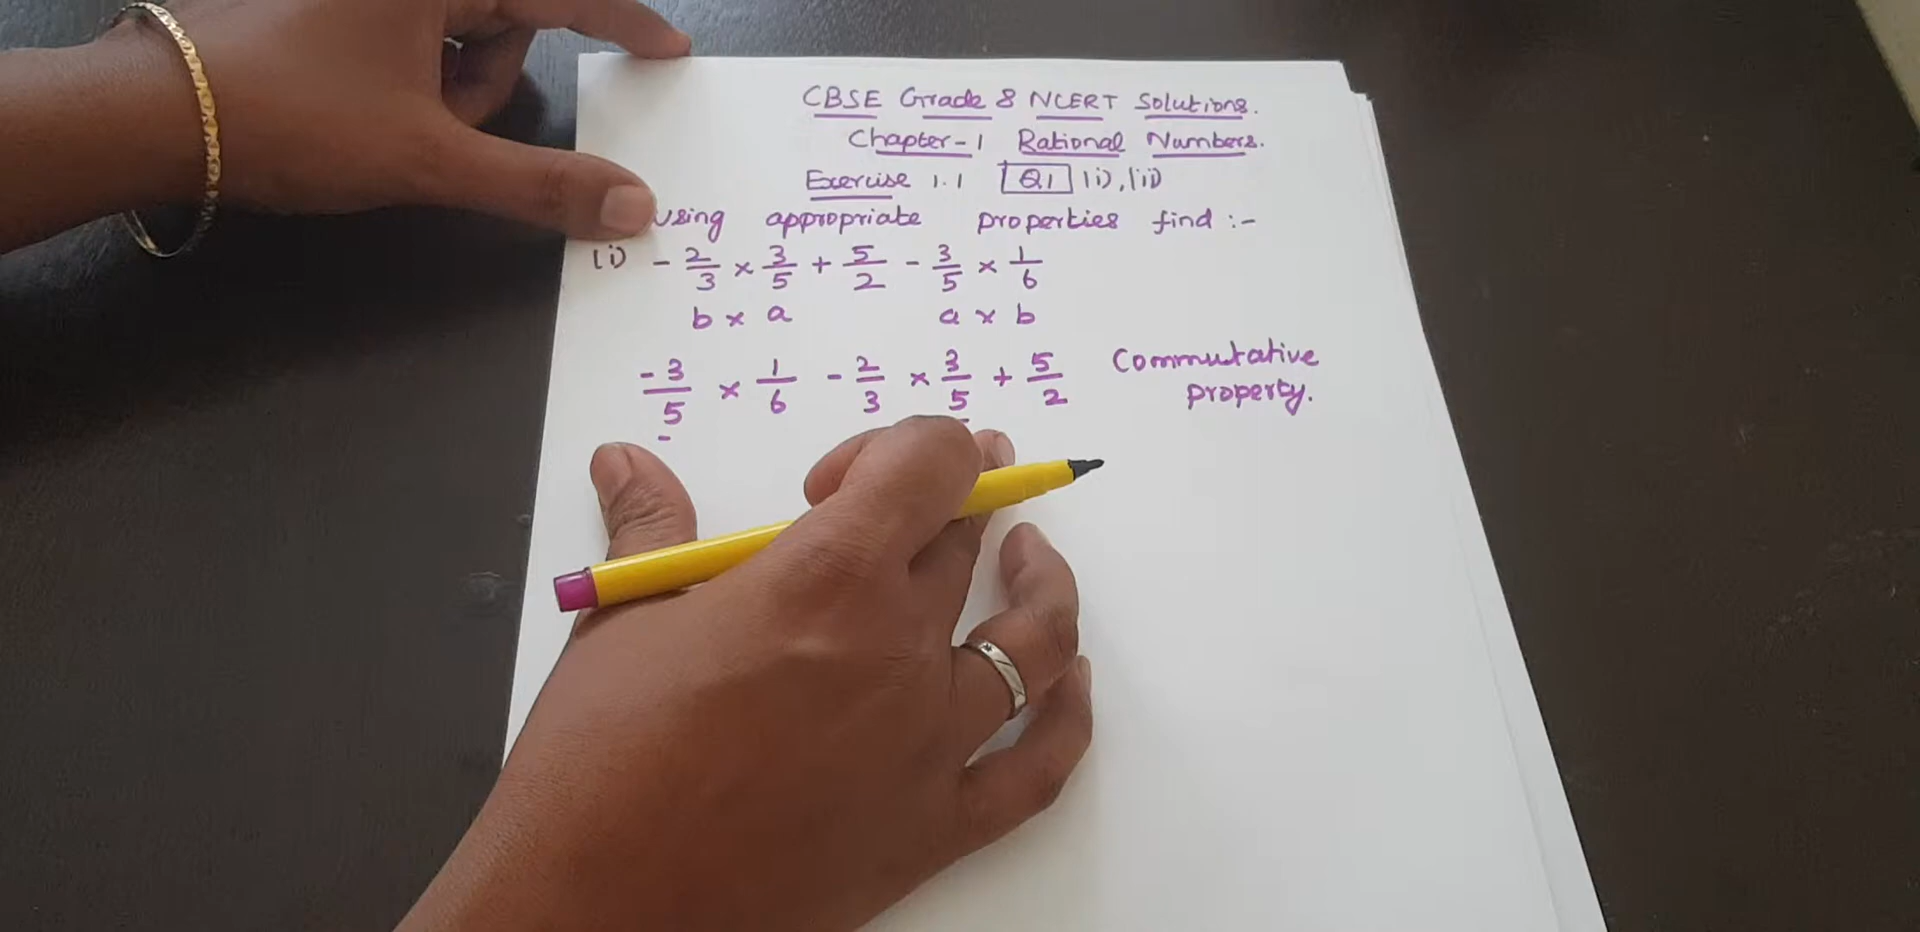 CBSE Grade 8 NCERT Solutions.
Chapter-1 Rational Numbers.
Exercise 1.1 Q1 (i), (ii)
using appropriate properties find :-
(i) - 2/3 × 3/5 + 5/2 - 3/5 × 1/6
b × a a × b
-3/5 × 1/6 - 2/3 × 3/5 + 5/2 Commutative
property.